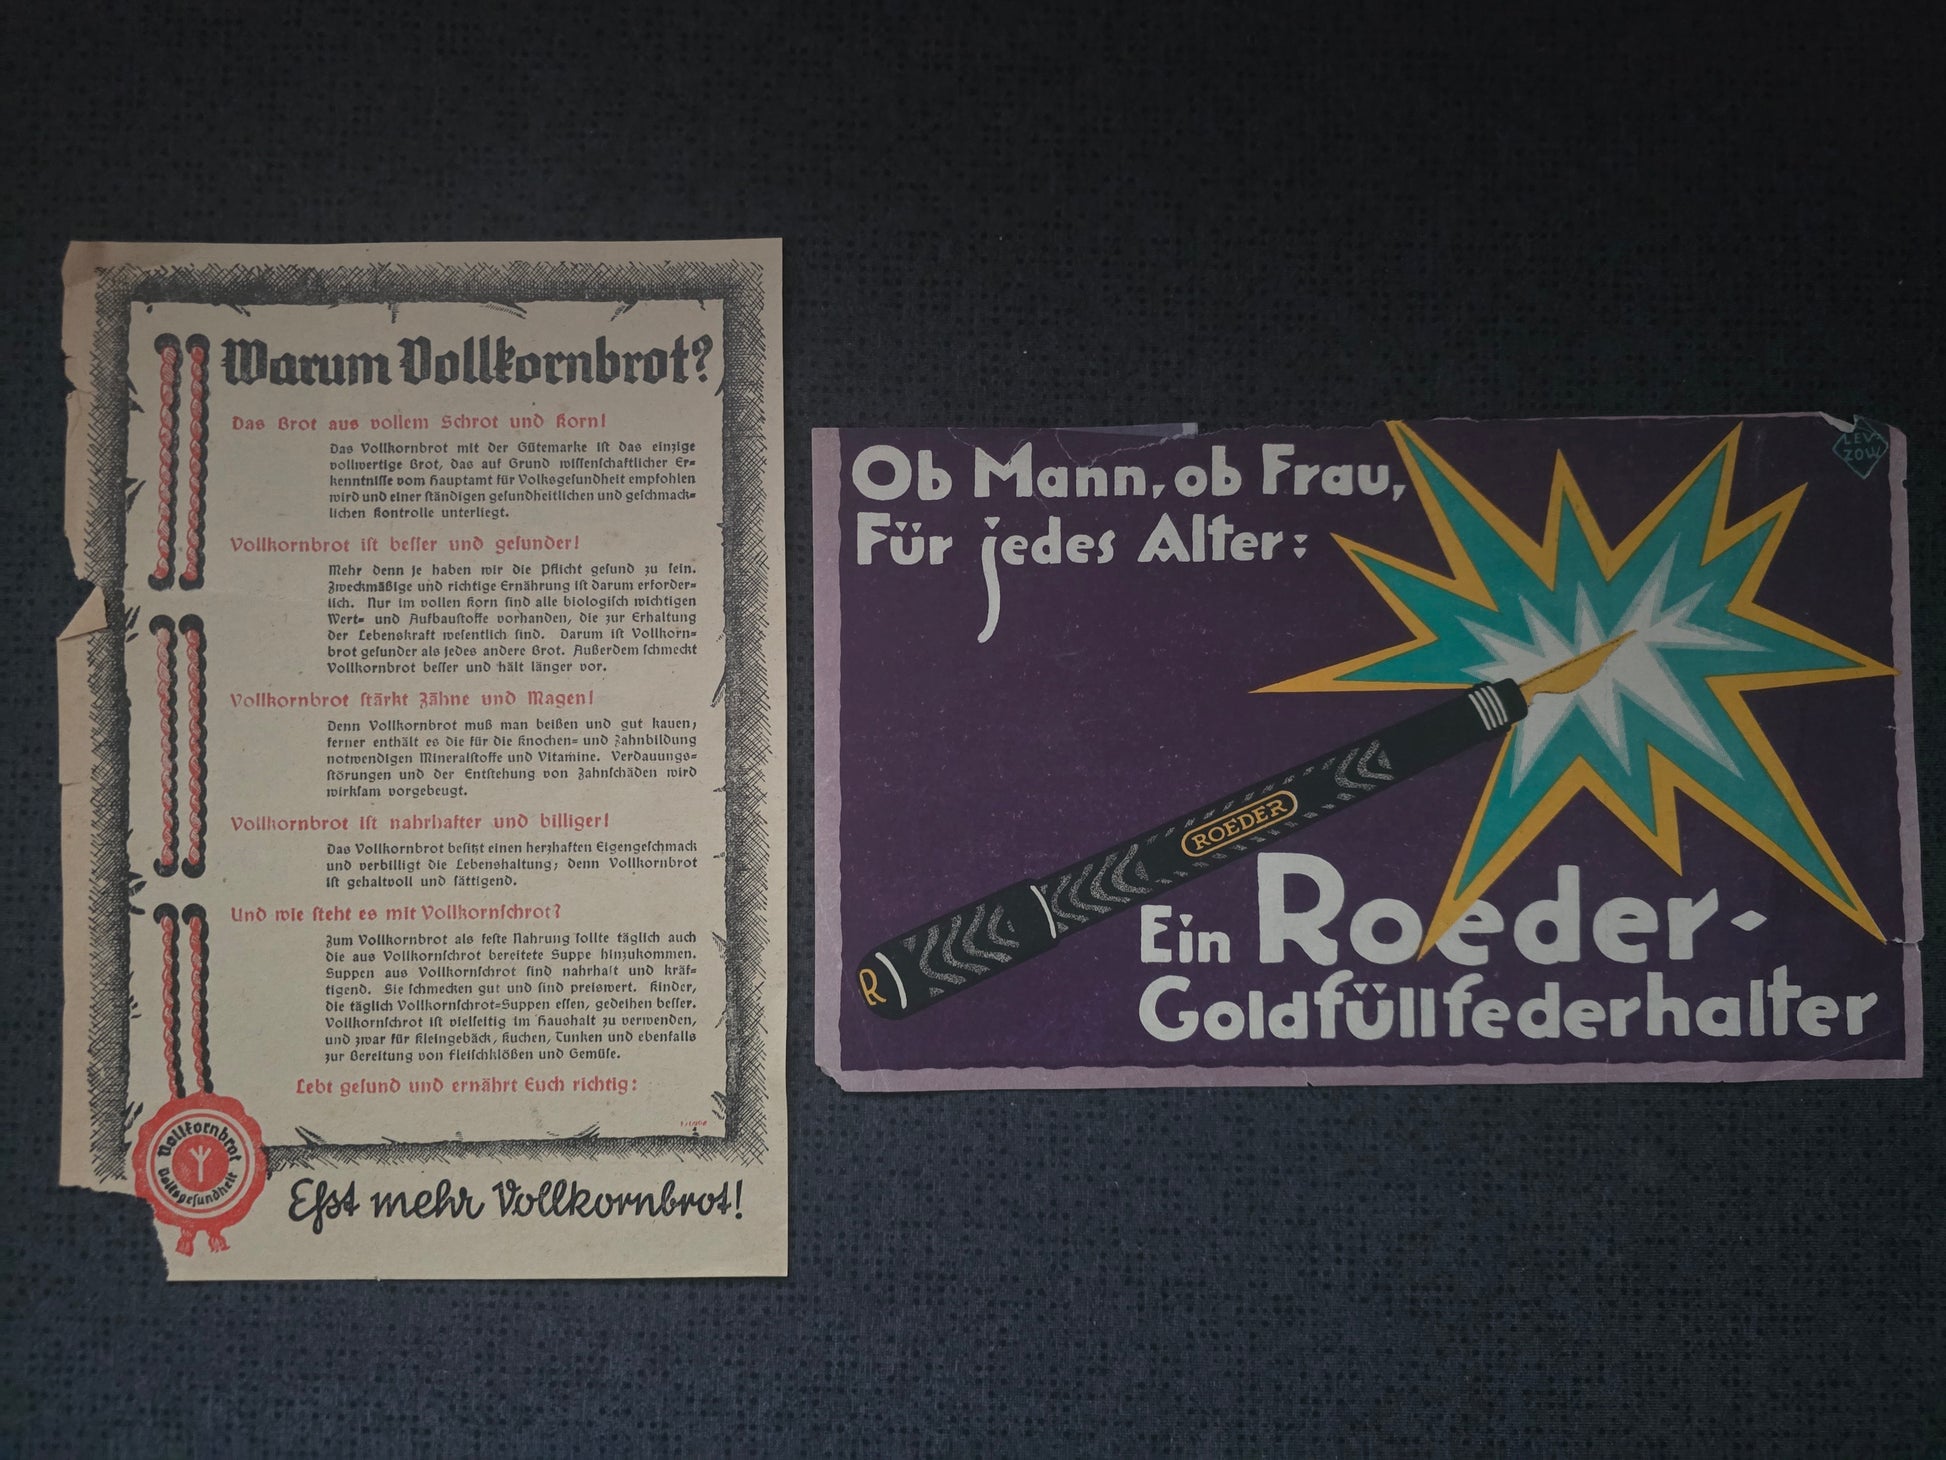 Warum Vollkornbrot?
Das Brot aus vollem Schrot und Korn!
Das Vollkornbrot mit der Gütemarke ist das einzige
vollwertige Brot, das auf Grund wissenschaftlicher Er-
kenntnisse vom Hauptamt für Volksgesundheit empfohlen
wird und einer ständigen gesundheitlichen und geschmack-
lichen Kontrolle unterliegt.
Vollkornbrot ist besser und gesunder!
Mehr denn je haben wir die Pflicht gesund zu sein.
Zweckmäßige und richtige Ernährung ist darum erforder-
lich. Nur im vollen Korn sind alle biologisch wichtigen
Wert- und Aufbaustoffe vorhanden, die zur Erhaltung
der Lebenskraft wesentlich sind. Darum ist Vollkorn-
brot gesunder als jedes andere Brot. Außerdem schmeckt
Vollkornbrot besser und hält länger vor.
Vollkornbrot stärkt Zähne und Magen!
Denn Vollkornbrot muß man beißen und gut kauen;
ferner enthält es die für die Knochen- und Zahnbildung
notwendigen Mineralstoffe und Vitamine. Verdauungs-
störungen und der Entstehung von Zahnschäden wird
wirksam vorgebeugt.
Vollkornbrot ist nahrhafter und billiger!
Das Vollkornbrot besitzt einen herzhaften Eigengeschmack
und verbilligt die Lebenshaltung; denn Vollkornbrot
ist gehaltvoll und sättigend.
Und wie steht es mit Vollkornschrot?
Zum Vollkornbrot als feste Nahrung sollte täglich auch
die aus Vollkornschrot bereitete Suppe hinzukommen.
Suppen aus Vollkornschrot sind nahrhaft und kräf-
tigend. Sie schmecken gut und sind preiswert. Kinder,
die täglich Vollkornschrot-Suppen essen, gedeihen besser.
Vollkornschrot ist vielseitig im Haushalt zu verwenden,
und zwar für Kleingebäck, Kuchen, Tunken und ebenfalls
zur Bereitung von Fleischklößen und Gemüse.
Lebt gesund und ernährt Euch richtig:
Vollkornbrot
Volksgesundheit
Eßt mehr Vollkornbrot!
LEV-
ZOW
Ob Mann, ob Frau,
Für jedes Alter:
ROEDER
R
Ein Roeder-
Goldfüllfederhalter